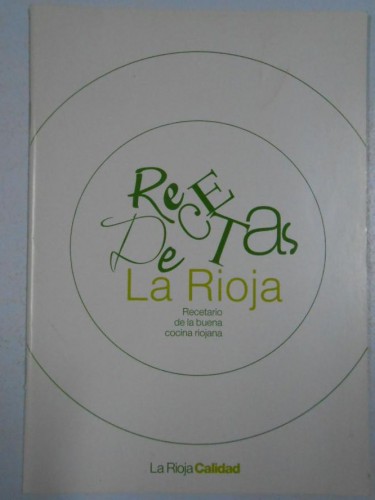 ReCETas
De
La Rioja
Recetario
de la buena
cocina riojana
La Rioja Calidad